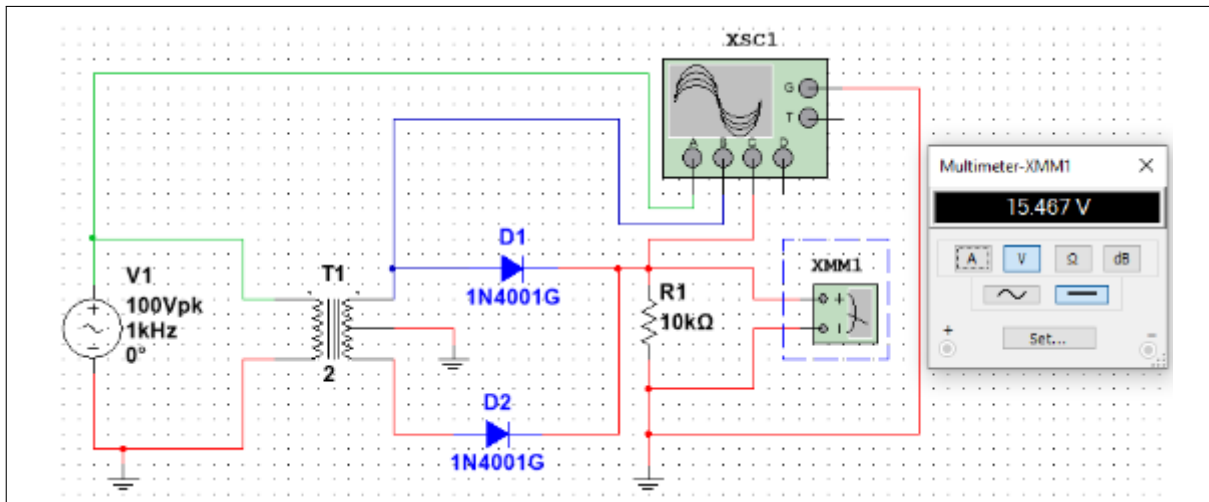 XSC1
G
T
A B C D
Multimeter-XMM1
15.467 V
A V Ω dB
Set...
+ –
V1
100Vpk
1kHz
0°
T1
2
D1
1N4001G
D2
1N4001G
R1
10kΩ
XMM1